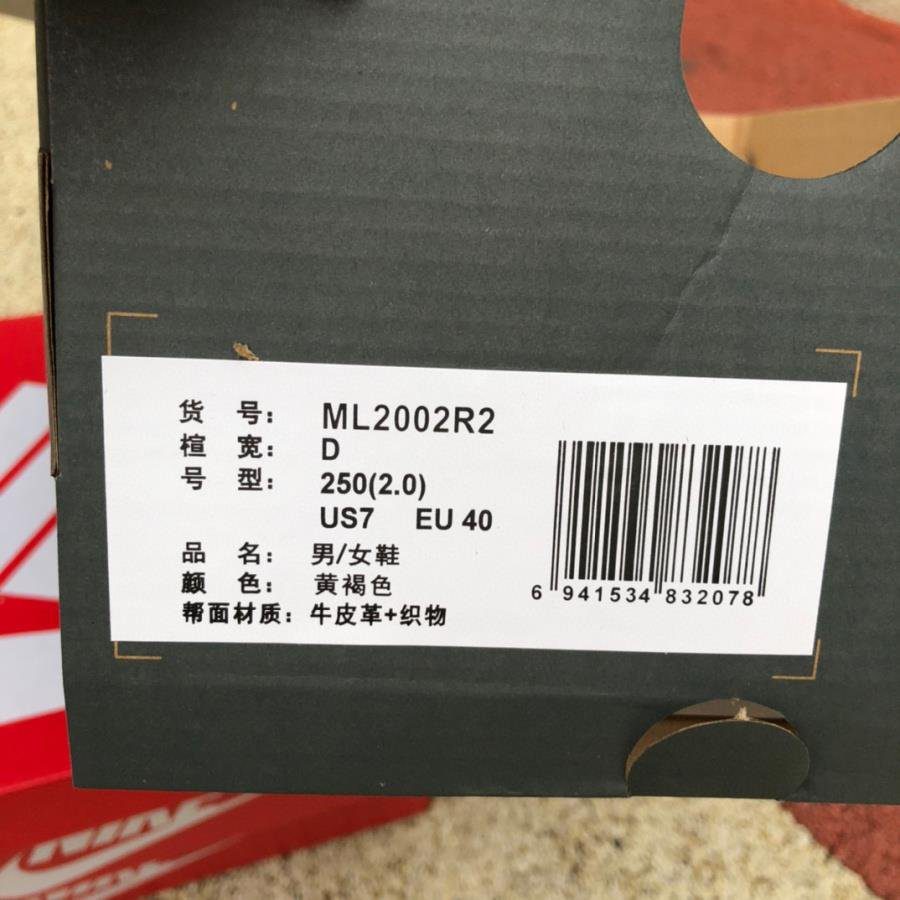 货 号： ML2002R2
楦 宽： D
号 型： 250(2.0)
US7 EU 40
品 名： 男/女鞋
颜 色： 黄褐色
帮面材质：牛皮革+织物
6 941534 832078